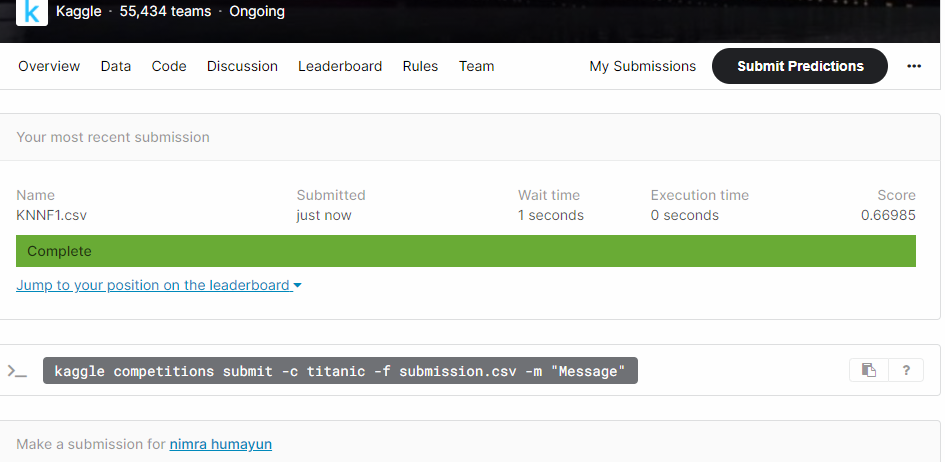 k Kaggle · 55,434 teams · Ongoing
Overview Data Code Discussion Leaderboard Rules Team My Submissions Submit Predictions ...
Your most recent submission
Name Submitted Wait time Execution time Score
KNNF1.csv just now 1 seconds 0 seconds 0.66985
Complete
Jump to your position on the leaderboard
>_ kaggle competitions submit -c titanic -f submission.csv -m "Message" ?
Make a submission for nimra humayun